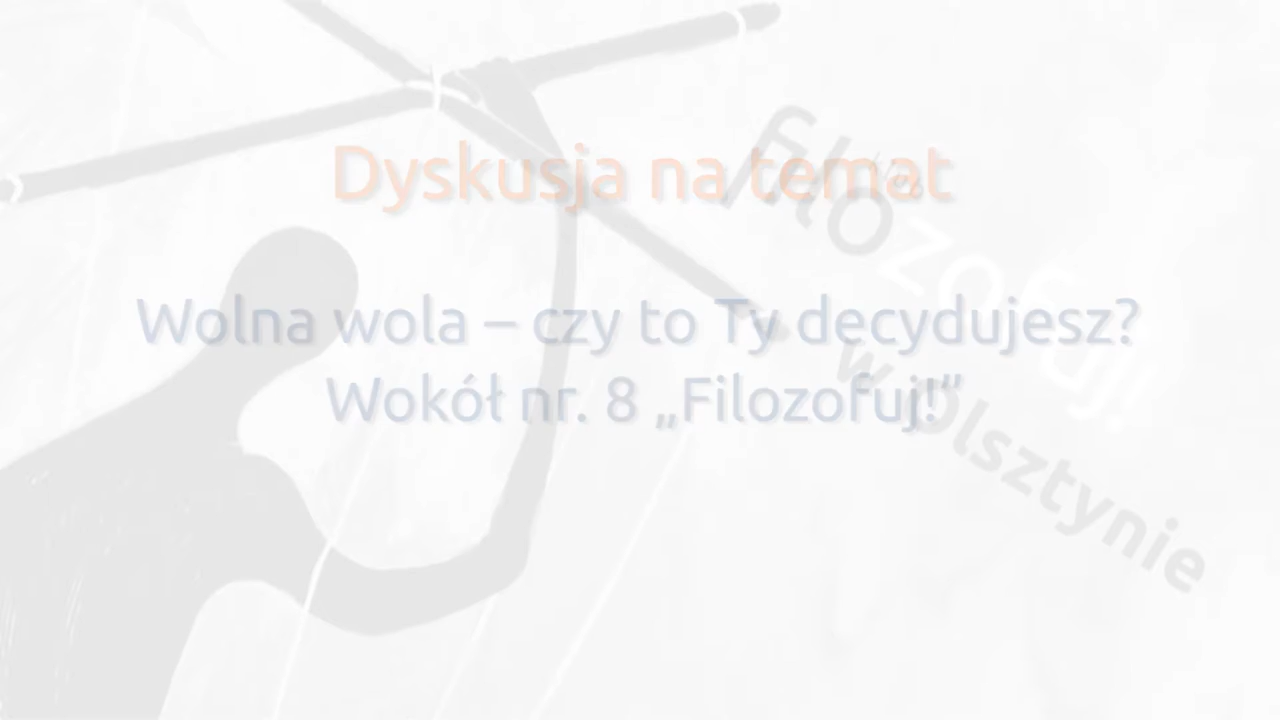 Dyskusja na temat
filozofuj!
w Olsztynie
Wolna wola – czy to Ty decydujesz?
Wokół nr. 8 „Filozofuj!”